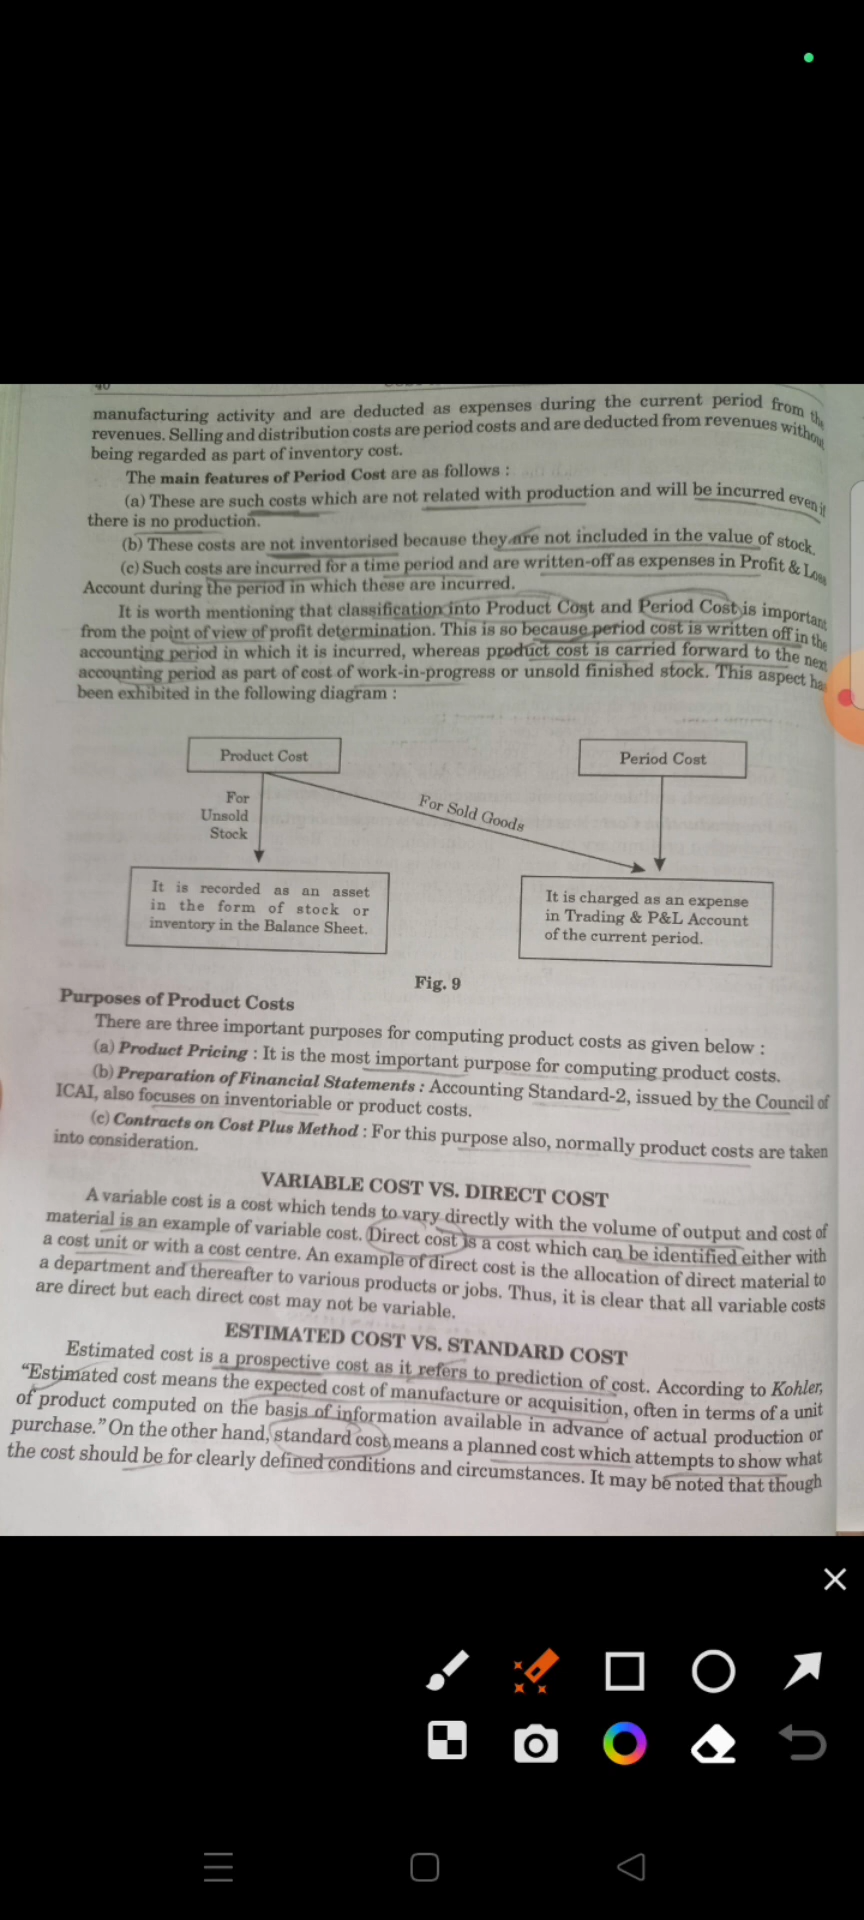 40
manufacturing activity and are deducted as expenses during the current period from the
revenues. Selling and distribution costs are period costs and are deducted from revenues without
being regarded as part of inventory cost.
The main features of Period Cost are as follows :
(a) These are such costs which are not related with production and will be incurred even if
there is no production.
(b) These costs are not inventorised because they are not included in the value of stock.
(c) Such costs are incurred for a time period and are written-off as expenses in Profit & Loss
Account during the period in which these are incurred.
It is worth mentioning that classification into Product Cost and Period Cost is important
from the point of view of profit determination. This is so because period cost is written off in the
accounting period in which it is incurred, whereas product cost is carried forward to the next
accounting period as part of cost of work-in-progress or unsold finished stock. This aspect has
been exhibited in the following diagram :
Product Cost
Period Cost
For
Unsold
Stock
For Sold Goods
It is recorded as an asset
in the form of stock or
inventory in the Balance Sheet.
It is charged as an expense
in Trading & P&L Account
of the current period.
Fig. 9
Purposes of Product Costs
There are three important purposes for computing product costs as given below :
(a) Product Pricing : It is the most important purpose for computing product costs.
(b) Preparation of Financial Statements : Accounting Standard-2, issued by the Council of
ICAI, also focuses on inventoriable or product costs.
(c) Contracts on Cost Plus Method : For this purpose also, normally product costs are taken
into consideration.
VARIABLE COST VS. DIRECT COST
A variable cost is a cost which tends to vary directly with the volume of output and cost of
material is an example of variable cost. Direct cost is a cost which can be identified either with
a cost unit or with a cost centre. An example of direct cost is the allocation of direct material to
a department and thereafter to various products or jobs. Thus, it is clear that all variable costs
are direct but each direct cost may not be variable.
ESTIMATED COST VS. STANDARD COST
Estimated cost is a prospective cost as it refers to prediction of cost. According to Kohler,
“Estimated cost means the expected cost of manufacture or acquisition, often in terms of a unit
of product computed on the basis of information available in advance of actual production or
purchase.” On the other hand, standard cost means a planned cost which attempts to show what
the cost should be for clearly defined conditions and circumstances. It may be noted that though